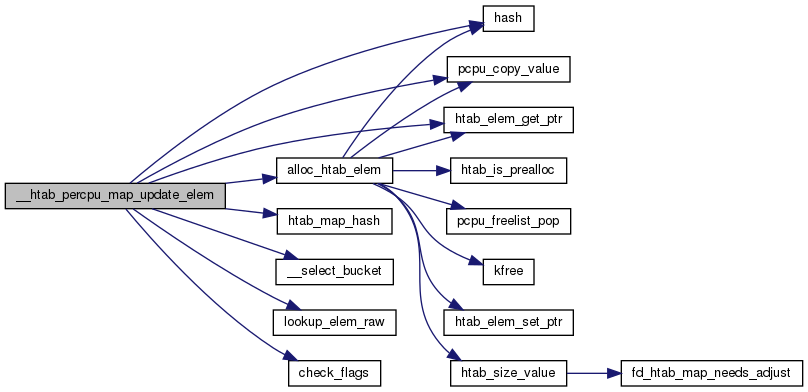 hash
pcpu_copy_value
htab_elem_get_ptr
alloc_htab_elem
htab_is_prealloc
__htab_percpu_map_update_elem
htab_map_hash
pcpu_freelist_pop
__select_bucket
kfree
lookup_elem_raw
htab_elem_set_ptr
check_flags
htab_size_value
fd_htab_map_needs_adjust